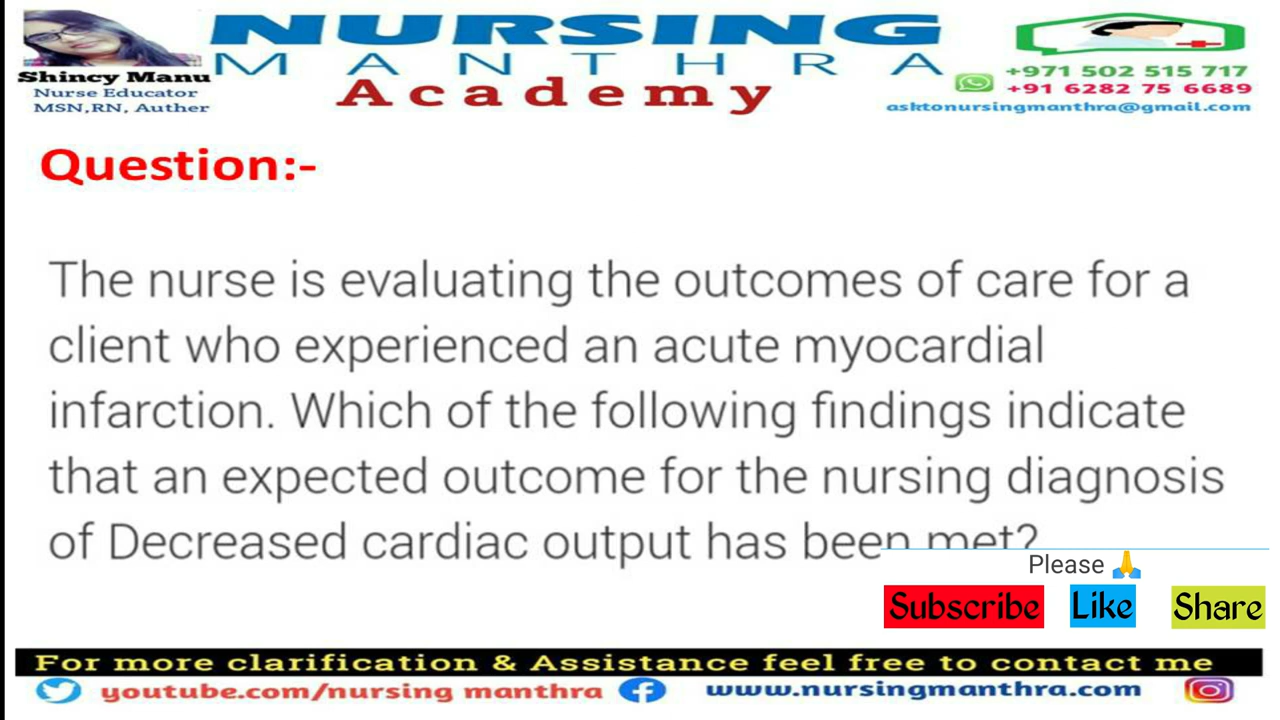 NURSING
MANTHRA
Academy
Shincy Manu
Nurse Educator
MSN,RN, Auther
+971 502 515 717
+91 6282 75 6689
asktonursingmanthra@gmail.com
Question:-
The nurse is evaluating the outcomes of care for a
client who experienced an acute myocardial
infarction. Which of the following findings indicate
that an expected outcome for the nursing diagnosis
of Decreased cardiac output has been met?
Please 🙏
Subscribe Like Share
For more clarification & Assistance feel free to contact me
youtube.com/nursing manthra www.nursingmanthra.com